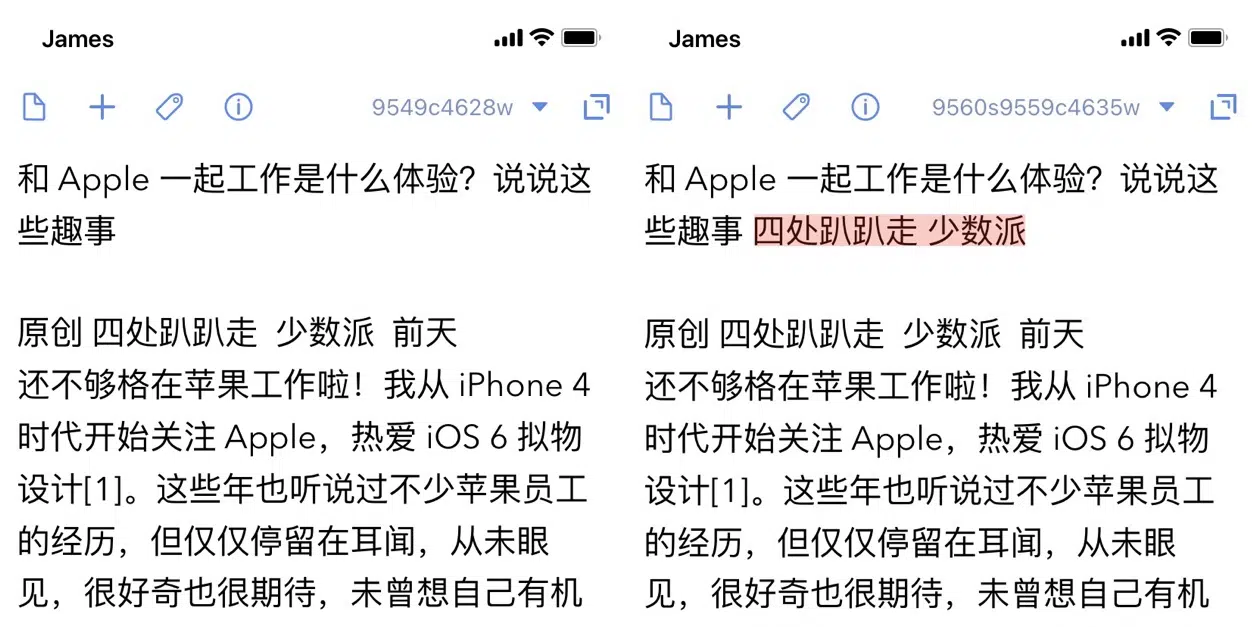 James
9549c4628w
和 Apple 一起工作是什么体验？说说这
些趣事
原创 四处趴趴走 少数派 前天
还不够格在苹果工作啦！我从 iPhone 4
时代开始关注 Apple，热爱 iOS 6 拟物
设计[1]。这些年也听说过不少苹果员工
的经历，但仅仅停留在耳闻，从未眼
见，很好奇也很期待，未曾想自己有机
James
9560s9559c4635w
和 Apple 一起工作是什么体验？说说这
些趣事 四处趴趴走 少数派
原创 四处趴趴走 少数派 前天
还不够格在苹果工作啦！我从 iPhone 4
时代开始关注 Apple，热爱 iOS 6 拟物
设计[1]。这些年也听说过不少苹果员工
的经历，但仅仅停留在耳闻，从未眼
见，很好奇也很期待，未曾想自己有机